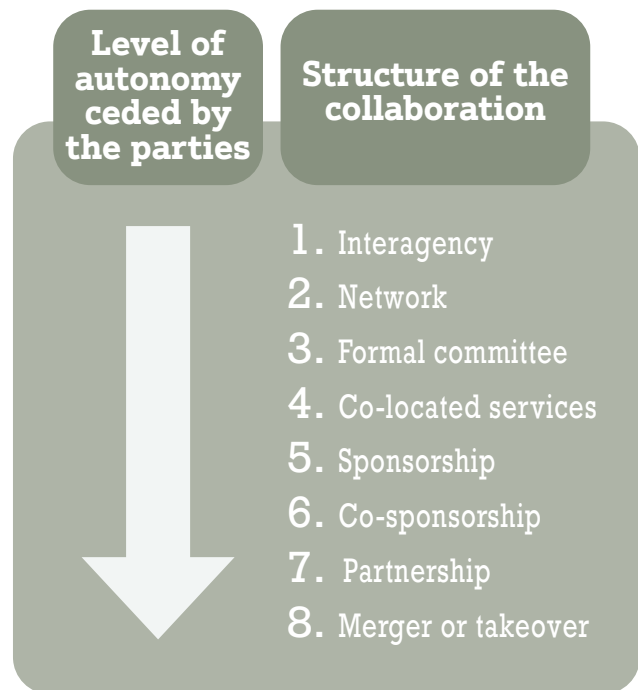 Level of
autonomy
ceded by
the parties
Structure of the
collaboration
1. Interagency
2. Network
3. Formal committee
4. Co-located services
5. Sponsorship
6. Co-sponsorship
7. Partnership
8. Merger or takeover